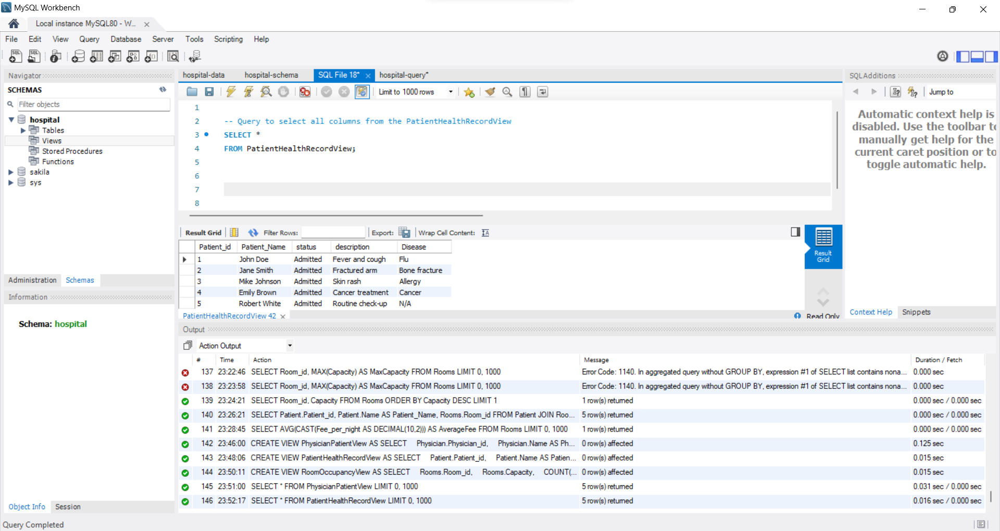 MySQL Workbench
Local instance MySQL80 - W...
File Edit View Query Database Server Tools Scripting Help
Navigator
SCHEMAS
Filter objects
hospital
Tables
Views
Stored Procedures
Functions
sakila
sys
Administration Schemas
Information
Schema: hospital
Object Info Session
hospital-data hospital-schema SQL File 18* hospital-query*
Limit to 1000 rows
1
2 -- Query to select all columns from the PatientHealthRecordView
3 SELECT *
4 FROM PatientHealthRecordView;
5
6
7
8
Result Grid Filter Rows: Export: Wrap Cell Content:
Patient_id Patient_Name status description Disease
1 John Doe Admitted Fever and cough Flu
2 Jane Smith Admitted Fractured arm Bone fracture
3 Mike Johnson Admitted Skin rash Allergy
4 Emily Brown Admitted Cancer treatment Cancer
5 Robert White Admitted Routine check-up N/A
Result
Grid
PatientHealthRecordView 42
Read Only
SQLAdditions
Jump to
Automatic context help is
disabled. Use the toolbar to
manually get help for the
current caret position or to
toggle automatic help.
Context Help Snippets
Output
Action Output
# Time Action Message Duration / Fetch
137 23:22:46 SELECT Room_id, MAX(Capacity) AS MaxCapacity FROM Rooms LIMIT 0, 1000 Error Code: 1140. In aggregated query without GROUP BY, expression #1 of SELECT list contains nona... 0.000 sec
138 23:23:58 SELECT Room_id, MAX(Capacity) AS MaxCapacity FROM Rooms LIMIT 0, 1000 Error Code: 1140. In aggregated query without GROUP BY, expression #1 of SELECT list contains nona... 0.000 sec
139 23:24:21 SELECT Room_id, Capacity FROM Rooms ORDER BY Capacity DESC LIMIT 1 1 row(s) returned 0.000 sec / 0.000 sec
140 23:26:21 SELECT Patient.Patient_id, Patient.Name AS Patient_Name, Rooms.Room_id FROM Patient JOIN Roo... 5 row(s) returned 0.000 sec / 0.000 sec
141 23:28:45 SELECT AVG(CAST(Fee_per_night AS DECIMAL(10,2))) AS AverageFee FROM Rooms LIMIT 0, 1000 1 row(s) returned 0.000 sec / 0.000 sec
142 23:46:00 CREATE VIEW PhysicianPatientView AS SELECT Physician.Physician_id, Physician.Name AS Ph... 0 row(s) affected 0.125 sec
143 23:48:06 CREATE VIEW PatientHealthRecordView AS SELECT Patient.Patient_id, Patient.Name AS Patien... 0 row(s) affected 0.015 sec
144 23:50:11 CREATE VIEW RoomOccupancyView AS SELECT Rooms.Room_id, Rooms.Capacity, COUNT(... 0 row(s) affected 0.015 sec
145 23:51:00 SELECT * FROM PhysicianPatientView LIMIT 0, 1000 5 row(s) returned 0.031 sec / 0.000 sec
146 23:52:17 SELECT * FROM PatientHealthRecordView LIMIT 0, 1000 5 row(s) returned 0.016 sec / 0.000 sec
Query Completed